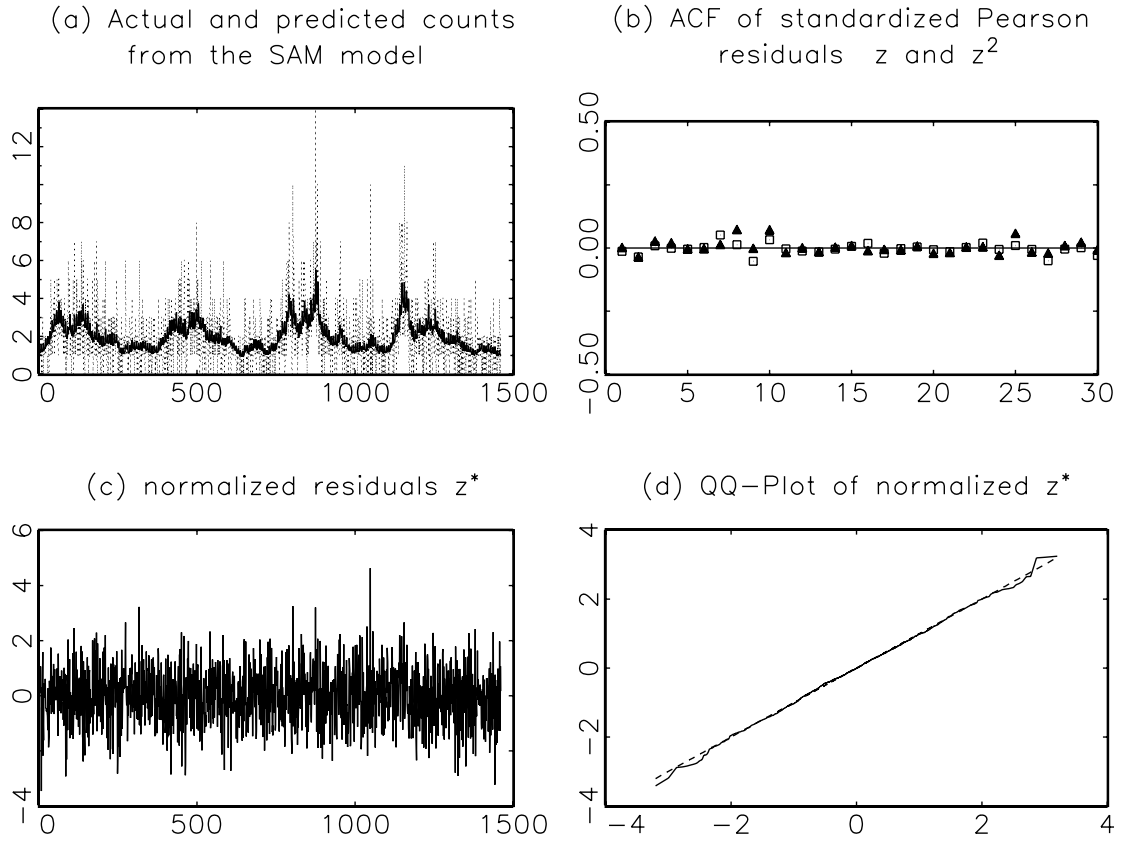 (a) Actual and predicted counts
from the SAM model
12
8
6
4
2
0
0 500 1000 1500
(b) ACF of standardized Pearson
residuals z and z²
0.50
0.00
−0.50
0 5 10 15 20 25 30
(c) normalized residuals z*
6
4
2
0
−4
0 500 1000 1500
(d) QQ−Plot of normalized z*
4
2
0
−2
−4
−4 −2 0 2 4